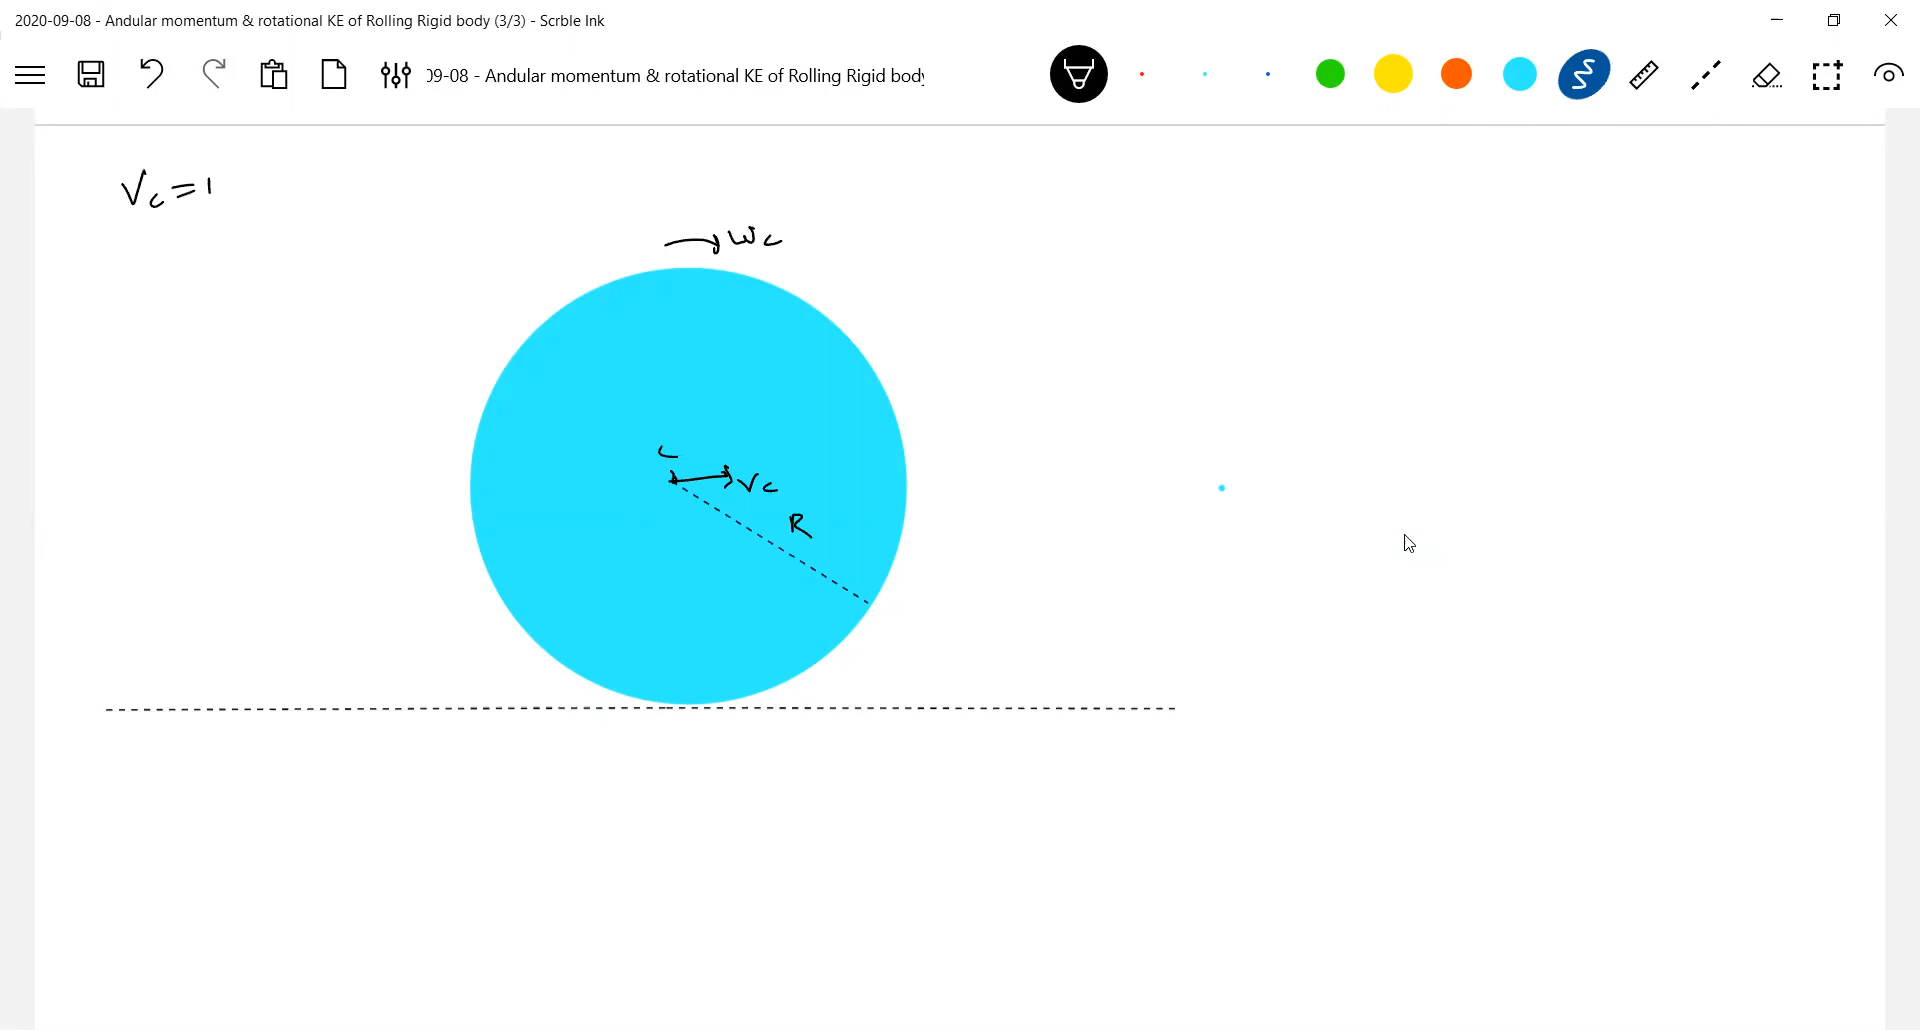 2020-09-08 - Andular momentum & rotational KE of Rolling Rigid body (3/3) - Scrble Ink
09-08 - Andular momentum & rotational KE of Rolling Rigid body
Vc = 1
ωc
C
Vc
R